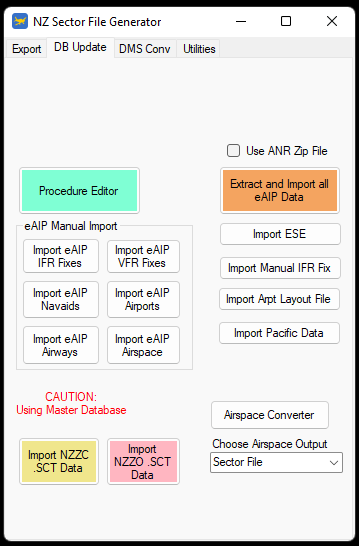 NZ Sector File Generator
Export
DB Update
DMS Conv
Utilities
Use ANR Zip File
Procedure Editor
Extract and Import all
eAIP Data
eAIP Manual Import
Import eAIP
IFR Fixes
Import eAIP
VFR Fixes
Import eAIP
Navaids
Import eAIP
Airports
Import eAIP
Airways
Import eAIP
Airspace
Import ESE
Import Manual IFR Fix
Import Arpt Layout File
Import Pacific Data
CAUTION:
Using Master Database
Import NZZC
.SCT Data
Import
NZZO .SCT
Data
Airspace Converter
Choose Airspace Output
Sector File